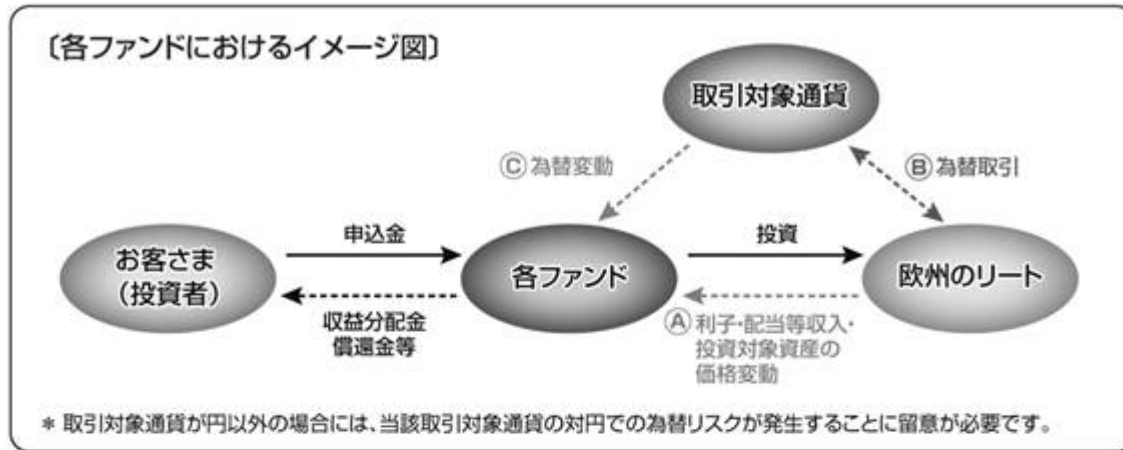 〔各ファンドにおけるイメージ図〕
取引対象通貨
Ⓒ為替変動
Ⓑ為替取引
お客さま
（投資者）
申込金
各ファンド
投資
欧州のリート
収益分配金
償還金等
Ⓐ利子・配当等収入・
投資対象資産の
価格変動
＊ 取引対象通貨が円以外の場合には、当該取引対象通貨の対円での為替リスクが発生することに留意が必要です。